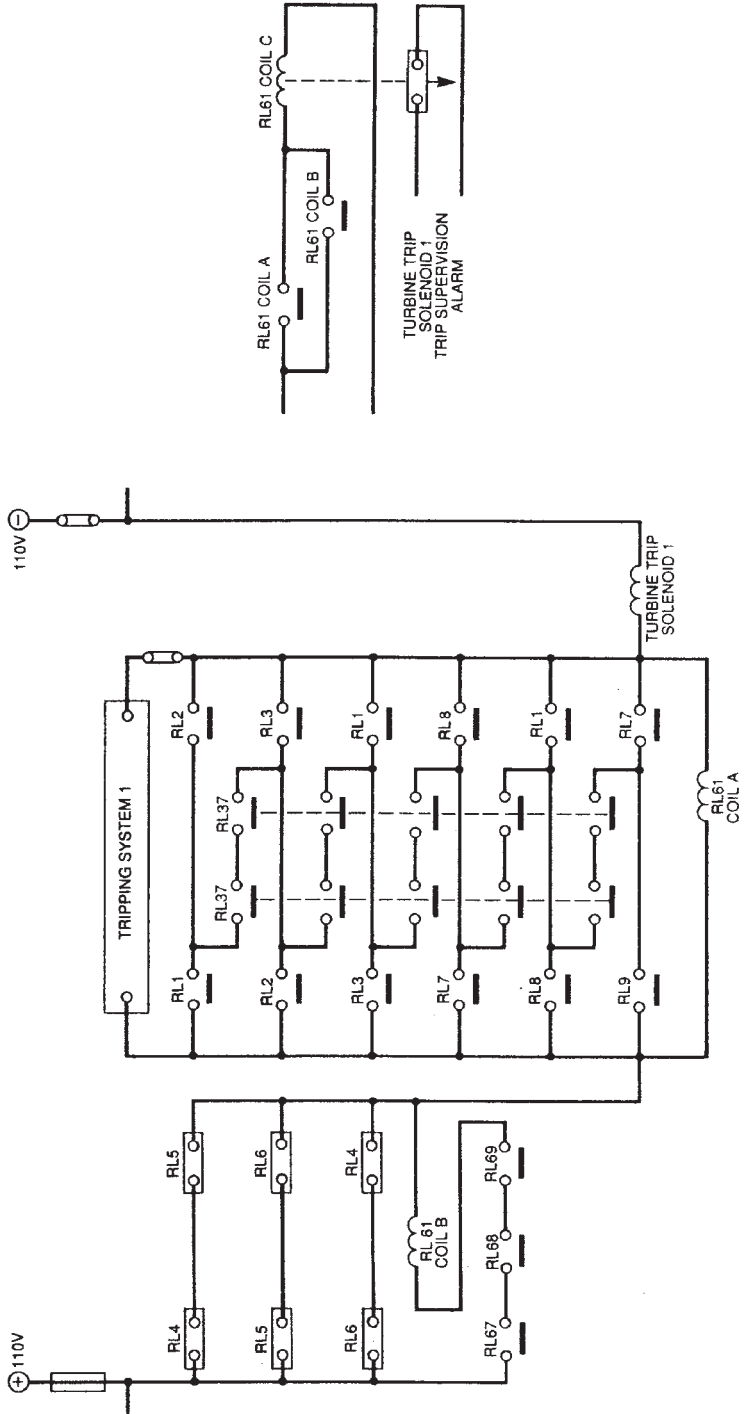 + 110V
110V −
TRIPPING SYSTEM 1
RL4
RL5
RL1
RL2
RL37
RL37
RL5
RL6
RL2
RL3
RL6
RL4
RL3
RL1
RL61
COIL B
RL7
RL8
RL67
RL68
RL69
RL8
RL1
RL9
RL7
TURBINE TRIP
SOLENOID 1
RL61
COIL A
RL61 COIL A
RL61 COIL C
RL61 COIL B
TURBINE TRIP
SOLENOID 1
TRIP SUPERVISION
ALARM